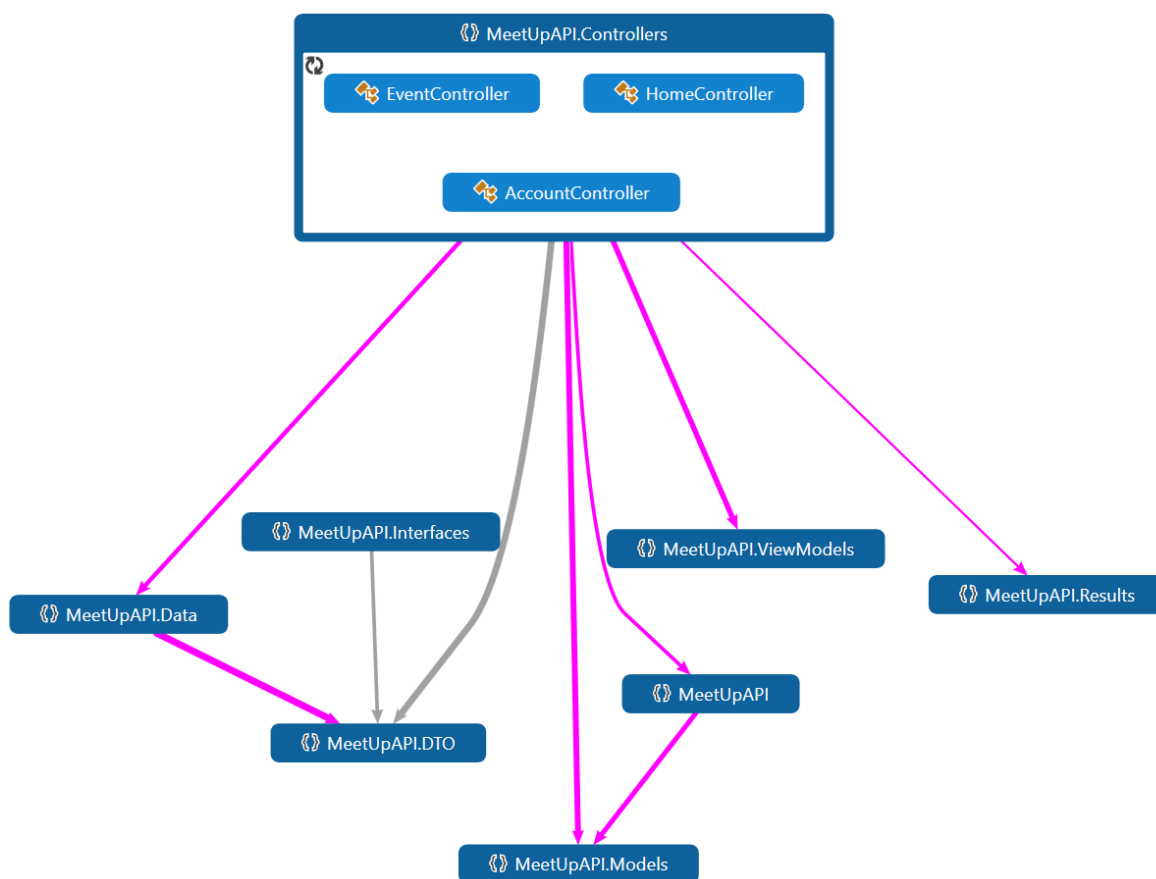 MeetUpAPI.Controllers
EventController
HomeController
AccountController
MeetUpAPI.Interfaces
MeetUpAPI.ViewModels
MeetUpAPI.Results
MeetUpAPI.Data
MeetUpAPI
MeetUpAPI.DTO
MeetUpAPI.Models